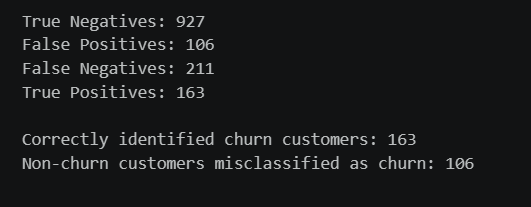 True Negatives: 927
False Positives: 106
False Negatives: 211
True Positives: 163
Correctly identified churn customers: 163
Non-churn customers misclassified as churn: 106